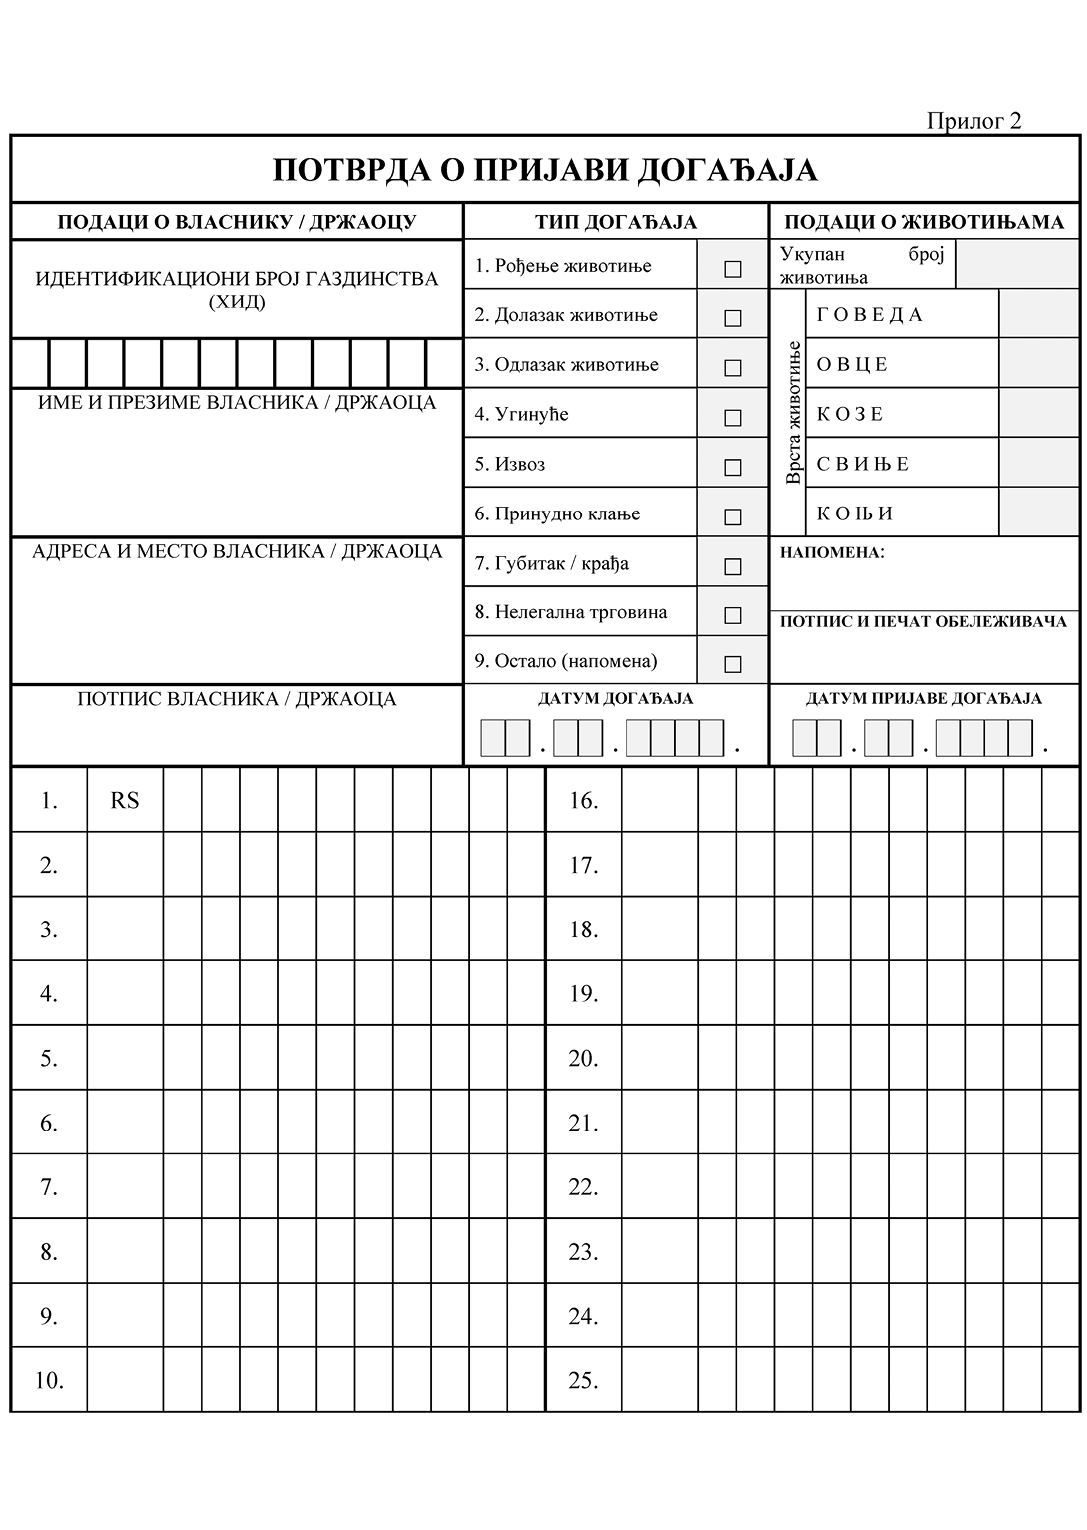 Прилог 2
ПОТВРДА О ПРИЈАВИ ДОГАЂАЈА
ПОДАЦИ О ВЛАСНИКУ / ДРЖАОЦУ
ИДЕНТИФИКАЦИОНИ БРОЈ ГАЗДИНСТВА
(ХИД)
ИМЕ И ПРЕЗИМЕ ВЛАСНИКА / ДРЖАОЦА
АДРЕСА И МЕСТО ВЛАСНИКА / ДРЖАОЦА
ПОТПИС ВЛАСНИКА / ДРЖАОЦА
ТИП ДОГАЂАЈА
1. Рођење животиње
2. Долазак животиње
3. Одлазак животиње
4. Угинуће
5. Извоз
6. Принудно клање
7. Губитак / крађа
8. Нелегална трговина
9. Остало (напомена)
ДАТУМ ДОГАЂАЈА
. . .
ПОДАЦИ О ЖИВОТИЊАМА
Укупан број
животиња
Врста животиње
Г О В Е Д А
О В Ц Е
К О З Е
С В И Њ Е
К О Њ И
НАПОМЕНА:
ПОТПИС И ПЕЧАТ ОБЕЛЕЖИВАЧА
ДАТУМ ПРИЈАВЕ ДОГАЂАЈА
. . .
1. RS
2.
3.
4.
5.
6.
7.
8.
9.
10.
16.
17.
18.
19.
20.
21.
22.
23.
24.
25.